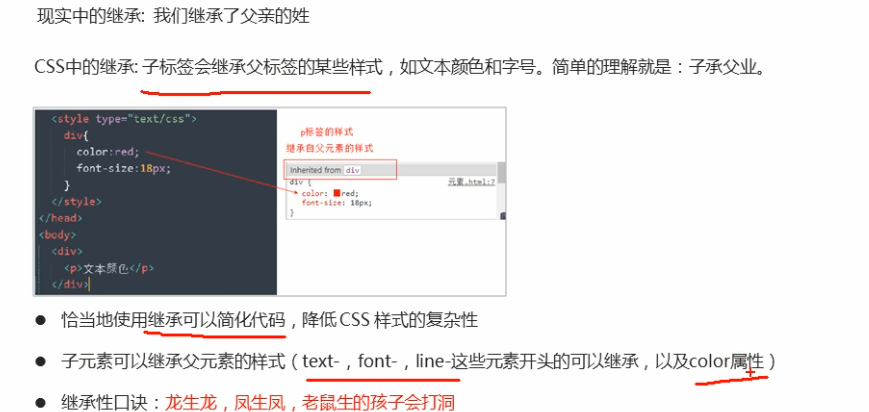 现实中的继承: 我们继承了父亲的姓
CSS中的继承: 子标签会继承父标签的某些样式，如文本颜色和字号。简单的理解就是：子承父业。
<style type="text/css">
div{
color:red;
font-size:18px;
}
</style>
</head>
<body>
<div>
<p>文本颜色</p>
</div>
p标签的样式
继承自父元素的样式
Inherited from div
div {
元素.html:7
color: red;
font-size: 18px;
}
● 恰当地使用继承可以简化代码，降低 CSS 样式的复杂性
● 子元素可以继承父元素的样式（text-，font-，line-这些元素开头的可以继承，以及color属性）
● 继承性口诀：龙生龙，凤生凤，老鼠生的孩子会打洞